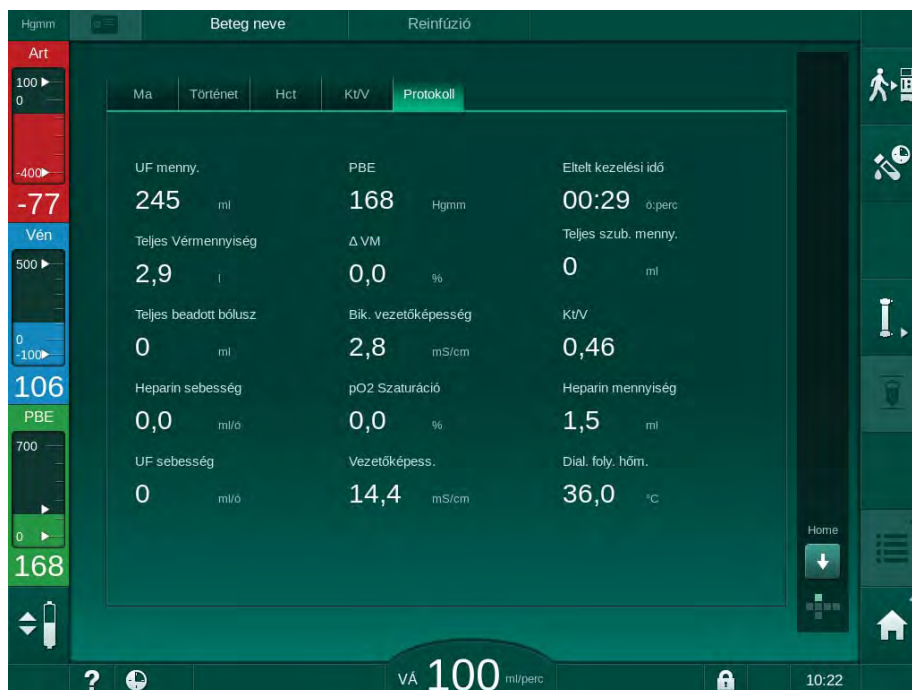 Hgmm Beteg neve Reinfúzió
Art
100
0
-400
-77
Vén
500
0
-100
106
PBE
700
0
168
Ma Történet Hct Kt/V Protokoll
UF menny. PBE Eltelt kezelési idő
245 ml 168 Hgmm 00:29 ó:perc
Teljes Vérmennyiség Δ VM Teljes szub. menny.
2,9 l 0,0 % 0 ml
Teljes beadott bólusz Bik. vezetőképesség Kt/V
0 ml 2,8 mS/cm 0,46
Heparin sebesség pO2 Szaturáció Heparin mennyiség
0,0 ml/ó 0,0 % 1,5 ml
UF sebesség Vezetőképess. Dial. foly. hőm.
0 ml/ó 14,4 mS/cm 36,0 °C
Home
? VÁ 100 ml/perc 10:22